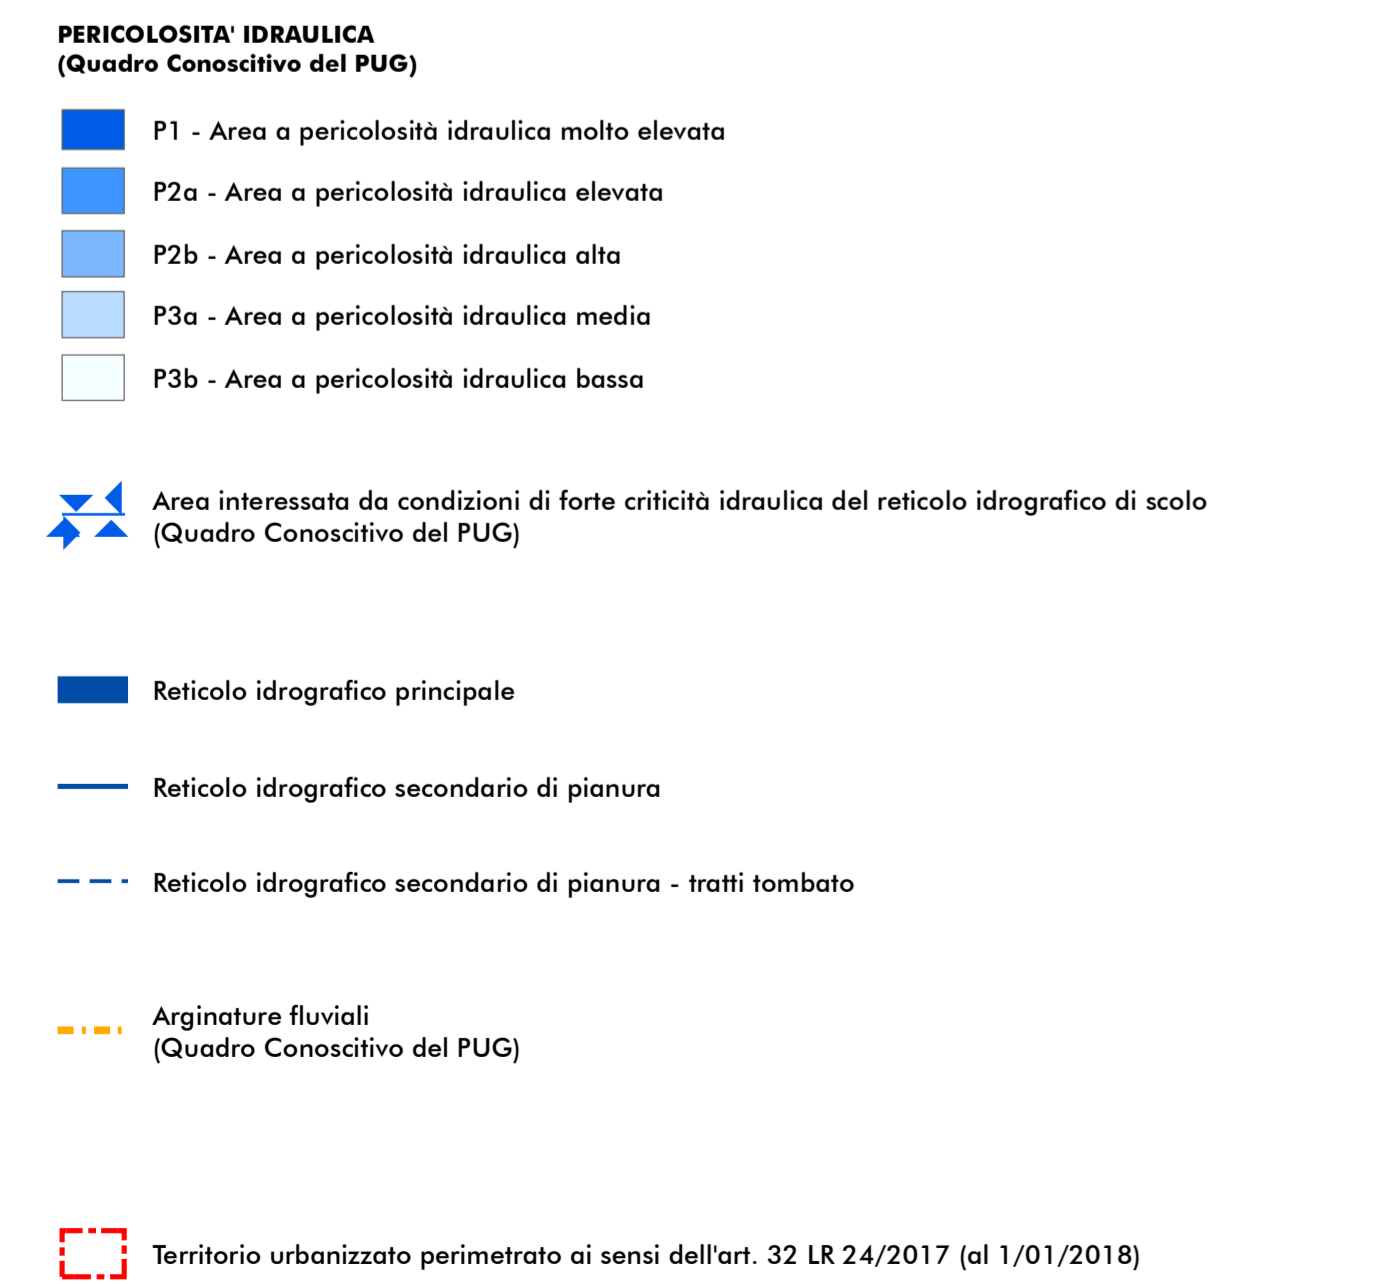 PERICOLOSITA' IDRAULICA
(Quadro Conoscitivo del PUG)
P1 - Area a pericolosità idraulica molto elevata
P2a - Area a pericolosità idraulica elevata
P2b - Area a pericolosità idraulica alta
P3a - Area a pericolosità idraulica media
P3b - Area a pericolosità idraulica bassa
Area interessata da condizioni di forte criticità idraulica del reticolo idrografico di scolo
(Quadro Conoscitivo del PUG)
Reticolo idrografico principale
Reticolo idrografico secondario di pianura
Reticolo idrografico secondario di pianura - tratti tombato
Arginature fluviali
(Quadro Conoscitivo del PUG)
Territorio urbanizzato perimetrato ai sensi dell'art. 32 LR 24/2017 (al 1/01/2018)